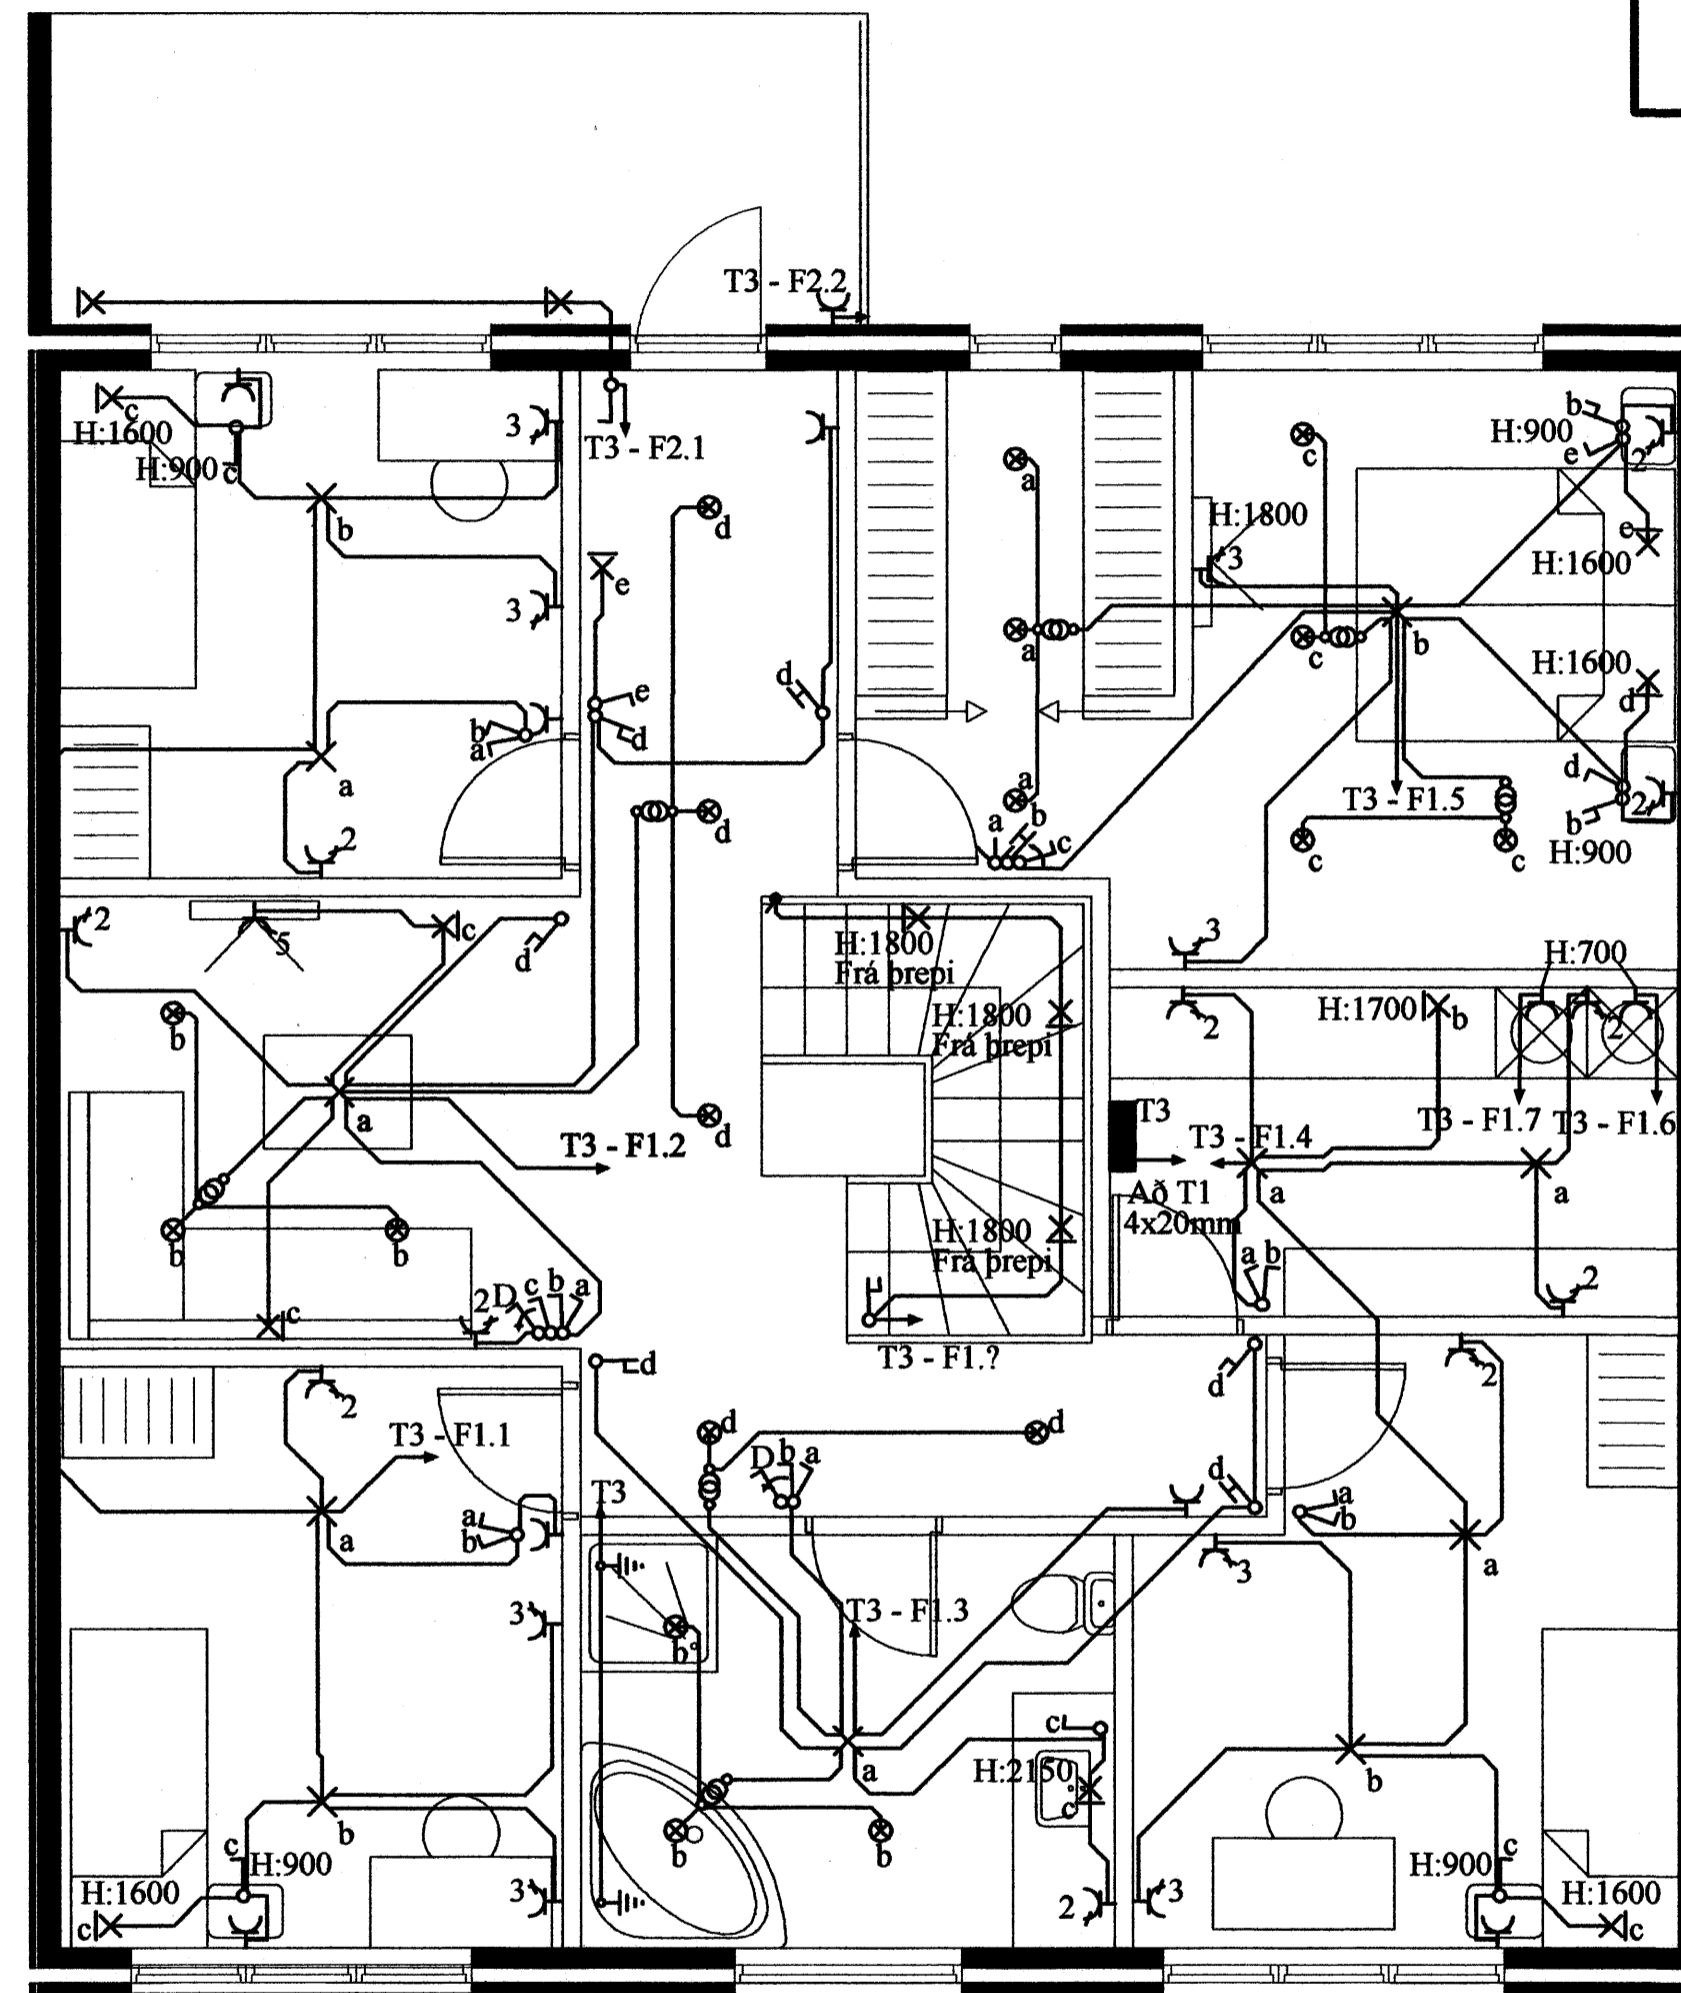 T3 - F2.2
c
H:1600
H:900 c
3
T3 - F2.1
b
3
b
a
a
2
d
e
e
d
d
d
d
a
a
a
a
b
c
c
H:1800
3
c
b
H:900
e
2
e
H:1600
H:1600
d
d
2
b
H:900
T3 - F1.5
c
c
2
5
c
d
b
a
T3 - F1.2
b
b
c
2
D
c
b
a
H:1800
Frá þrepi
H:1800
Frá þrepi
H:1800
Frá þrepi
T3 - F1.?
3
2
H:1700
b
H:700
2
T3
T3 - F1.4
T3 - F1.7
T3 - F1.6
Að T1
4x20mm
a
a
a
b
2
2
T3 - F1.1
a
a
b
3
b
c
H:900
H:1600
c
3
d
d
d
D
b
a
d
d
T3
b
T3 - F1.3
a
c
H:2150
c
b
b
2
a
b
a
3
b
3
c
H:900
H:1600
c